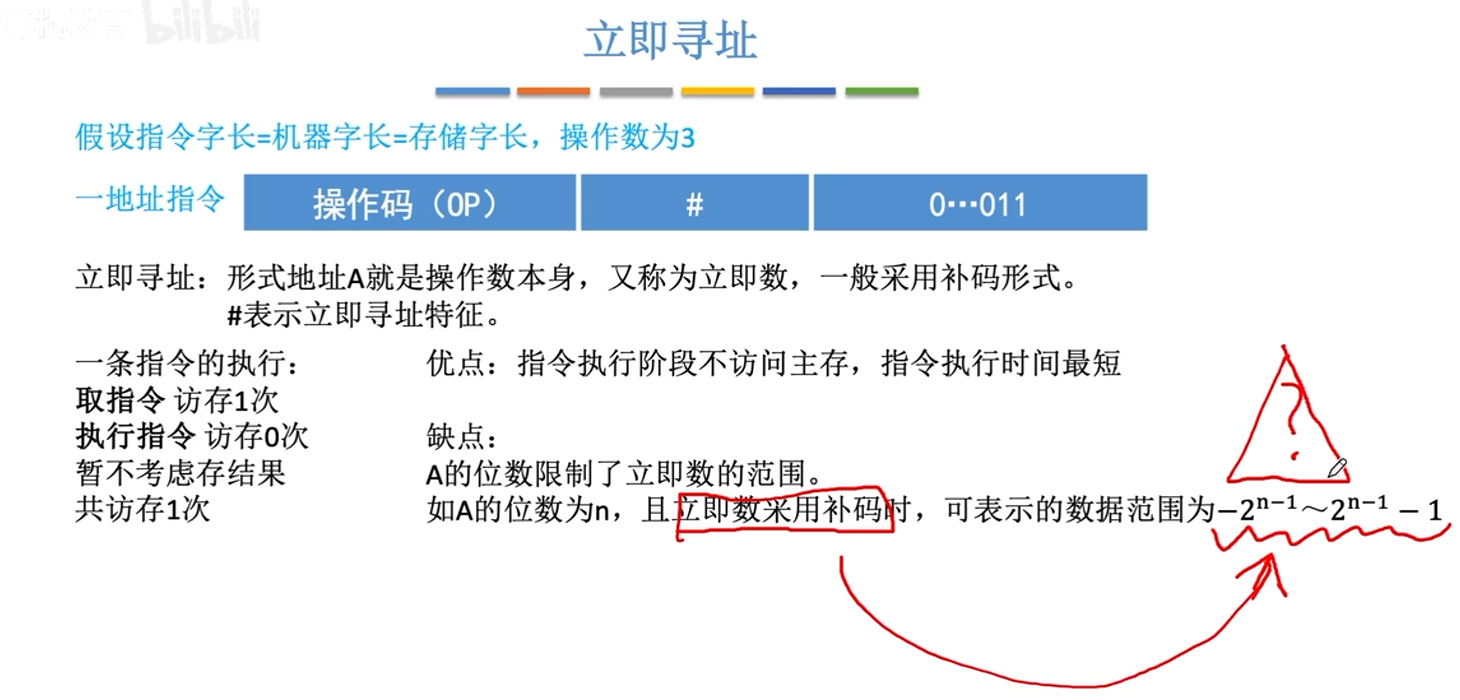 bilibili
立即寻址
假设指令字长=机器字长=存储字长，操作数为3
一地址指令 操作码（OP） # 0…011
立即寻址：形式地址A就是操作数本身，又称为立即数，一般采用补码形式。
#表示立即寻址特征。
一条指令的执行：
取指令 访存1次
执行指令 访存0次
暂不考虑存结果
共访存1次
优点：指令执行阶段不访问主存，指令执行时间最短
缺点：
A的位数限制了立即数的范围。
如A的位数为n，且立即数采用补码时，可表示的数据范围为−2ⁿ⁻¹～2ⁿ⁻¹ − 1
?